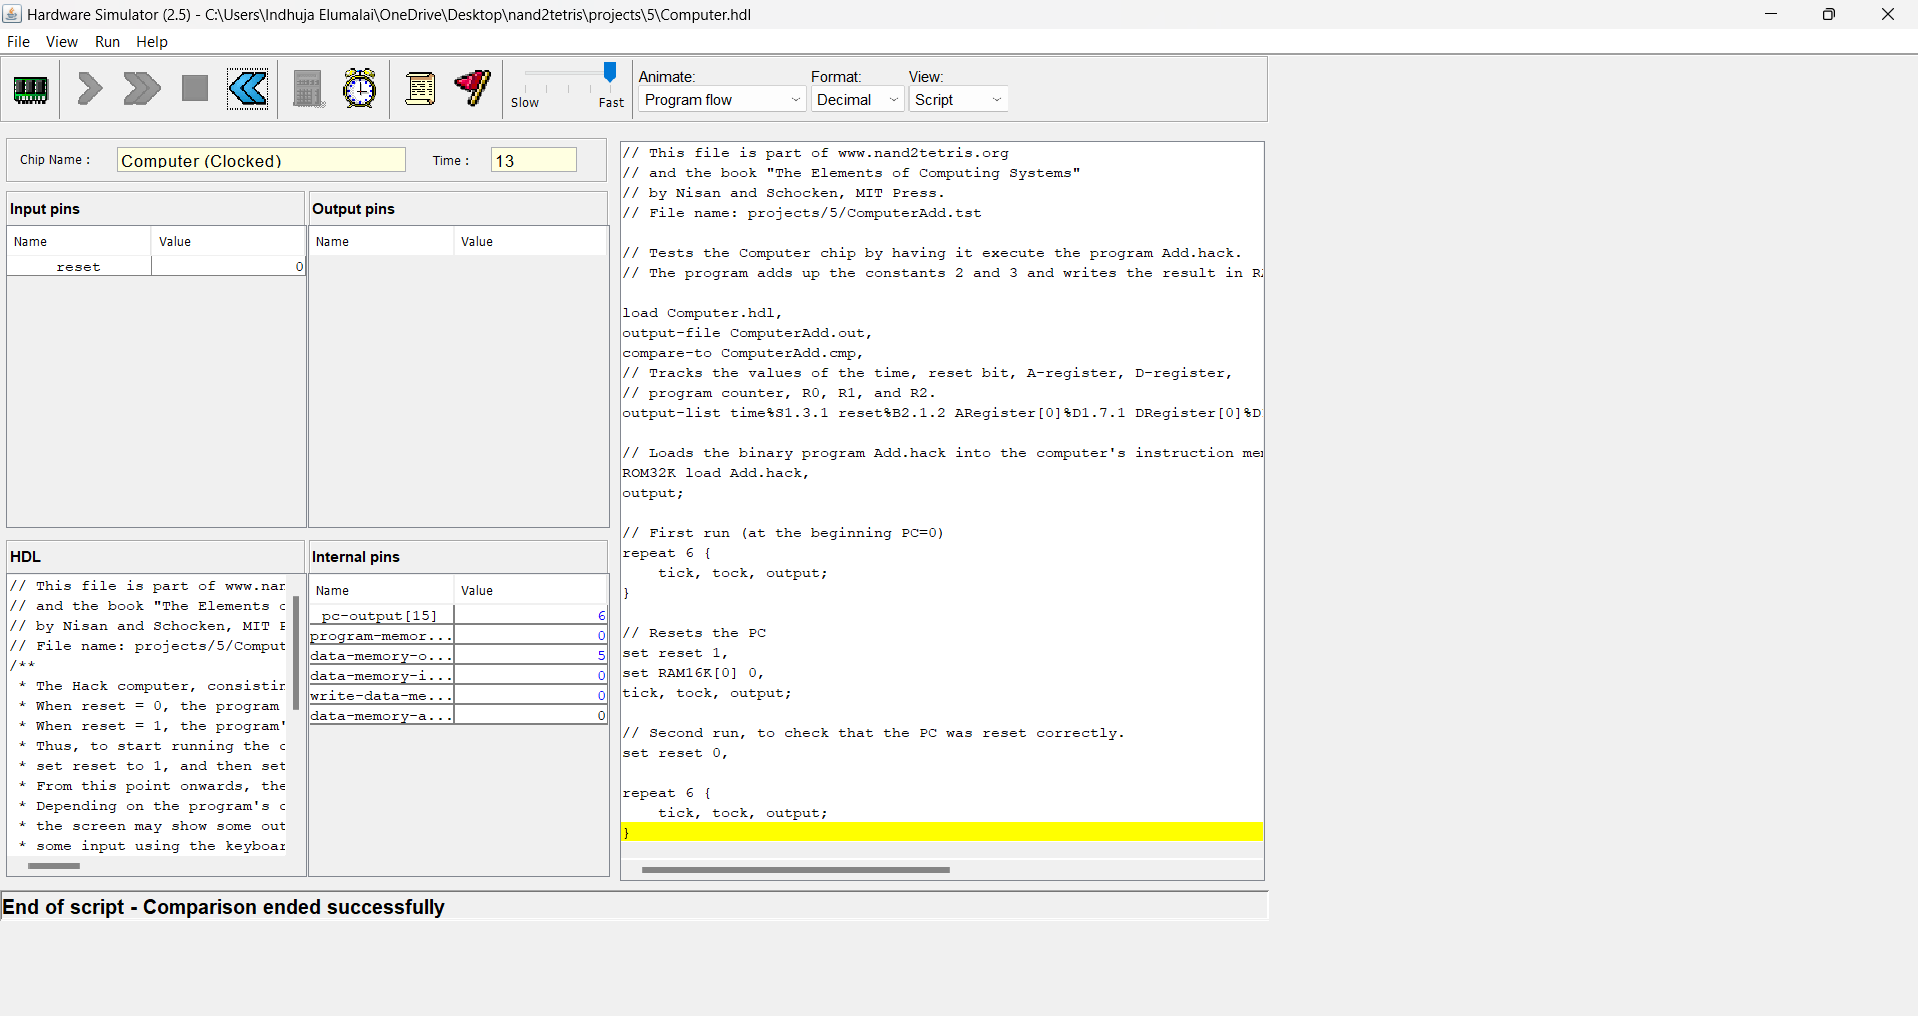 Hardware Simulator (2.5) - C:\Users\Indhuja Elumalai\OneDrive\Desktop\nand2tetris\projects\5\Computer.hdl
File View Run Help
Slow Fast
Animate: Format: View:
Program flow Decimal Script
Chip Name : Computer (Clocked) Time : 13
Input pins
Name Value
reset 0
Output pins
Name Value
HDL
// This file is part of www.nan
// and the book "The Elements o
// by Nisan and Schocken, MIT P
// File name: projects/5/Comput
/**
* The Hack computer, consistin
* When reset = 0, the program
* When reset = 1, the program'
* Thus, to start running the c
* set reset to 1, and then set
* From this point onwards, the
* Depending on the program's c
* the screen may show some out
* some input using the keyboar
Internal pins
Name Value
pc-output[15] 6
program-memor... 0
data-memory-o... 5
data-memory-i... 0
write-data-me... 0
data-memory-a... 0
// This file is part of www.nand2tetris.org
// and the book "The Elements of Computing Systems"
// by Nisan and Schocken, MIT Press.
// File name: projects/5/ComputerAdd.tst
// Tests the Computer chip by having it execute the program Add.hack.
// The program adds up the constants 2 and 3 and writes the result in R
load Computer.hdl,
output-file ComputerAdd.out,
compare-to ComputerAdd.cmp,
// Tracks the values of the time, reset bit, A-register, D-register,
// program counter, R0, R1, and R2.
output-list time%S1.3.1 reset%B2.1.2 ARegister[0]%D1.7.1 DRegister[0]%D
// Loads the binary program Add.hack into the computer's instruction me
ROM32K load Add.hack,
output;
// First run (at the beginning PC=0)
repeat 6 {
tick, tock, output;
}
// Resets the PC
set reset 1,
set RAM16K[0] 0,
tick, tock, output;
// Second run, to check that the PC was reset correctly.
set reset 0,
repeat 6 {
tick, tock, output;
}
End of script - Comparison ended successfully